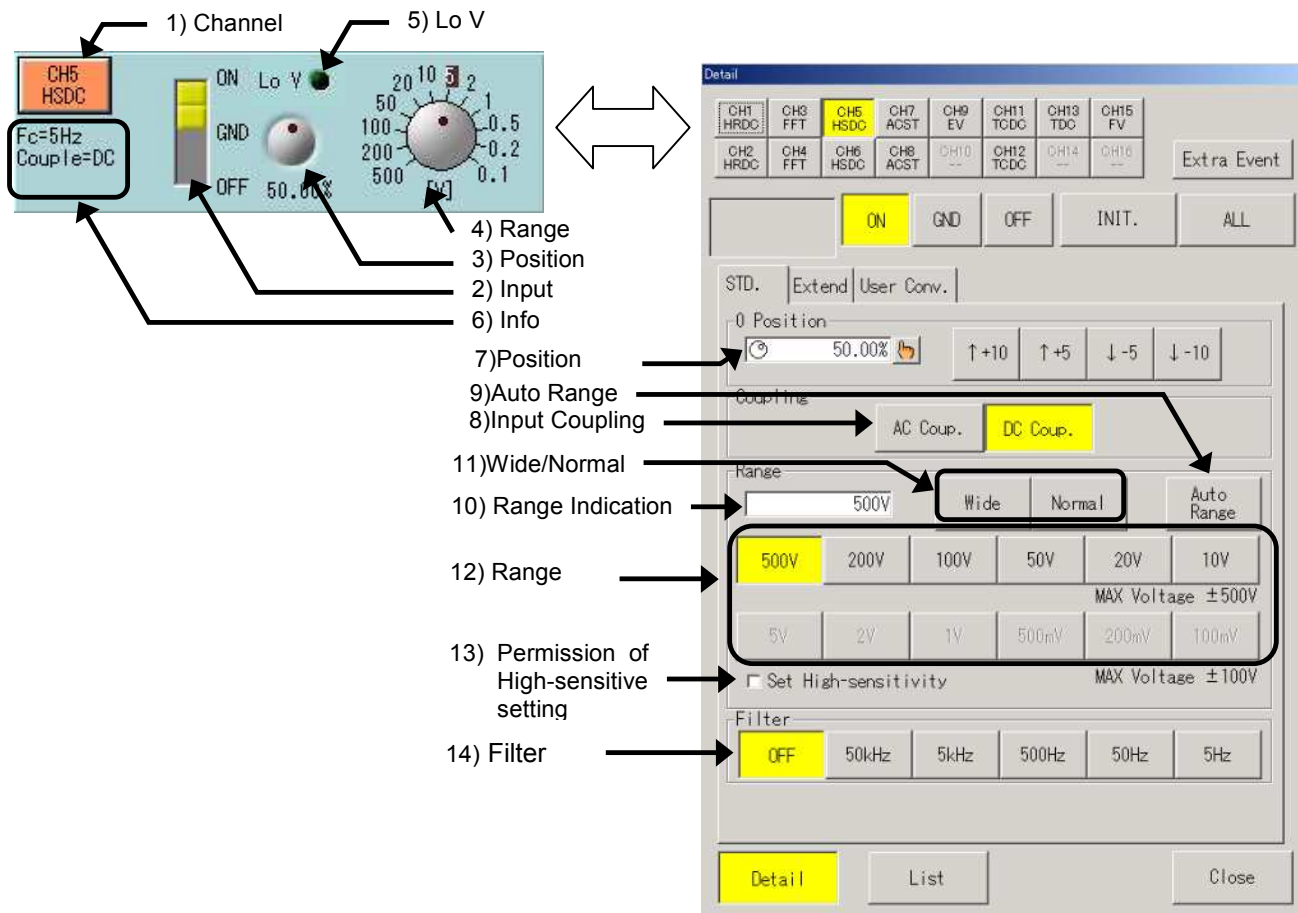 1) Channel
5) Lo V
CH5
HSDC
Fc=5Hz
Couple=DC
ON
GND
OFF
Lo V
50.00%
500
200
100
50
20
10
5
2
1
0.5
0.2
0.1
[V]
4) Range
3) Position
2) Input
6) Info
7)Position
9)Auto Range
8)Input Coupling
11)Wide/Normal
10) Range Indication
12) Range
13) Permission of
High-sensitive
setting
14) Filter
Detail
CH1 HRDC
CH3 FFT
CH5 HSDC
CH7 ACST
CH9 EV
CH11 TCDC
CH13 TDC
CH15 FV
CH2 HRDC
CH4 FFT
CH6 HSDC
CH8 ACST
CH10 --
CH12 TCDC
CH14 --
CH16 --
Extra Event
ON GND OFF INIT. ALL
STD. Extend User Conv.
0 Position
50.00% ↑+10 ↑+5 ↓-5 ↓-10
Coupling
AC Coup. DC Coup.
Range
500V Wide Normal Auto Range
500V 200V 100V 50V 20V 10V
MAX Voltage ±500V
5V 2V 1V 500mV 200mV 100mV
Set High-sensitivity MAX Voltage ±100V
Filter
OFF 50kHz 5kHz 500Hz 50Hz 5Hz
Detail List Close